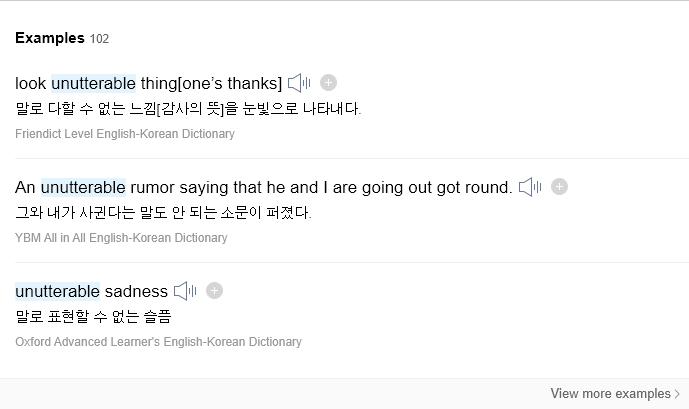 Examples 102
look unutterable thing[one’s thanks]
말로 다할 수 없는 느낌[감사의 뜻]을 눈빛으로 나타내다.
Friendict Level English-Korean Dictionary
An unutterable rumor saying that he and I are going out got round.
그와 내가 사귄다는 말도 안 되는 소문이 퍼졌다.
YBM All in All English-Korean Dictionary
unutterable sadness
말로 표현할 수 없는 슬픔
Oxford Advanced Learner's English-Korean Dictionary
View more examples